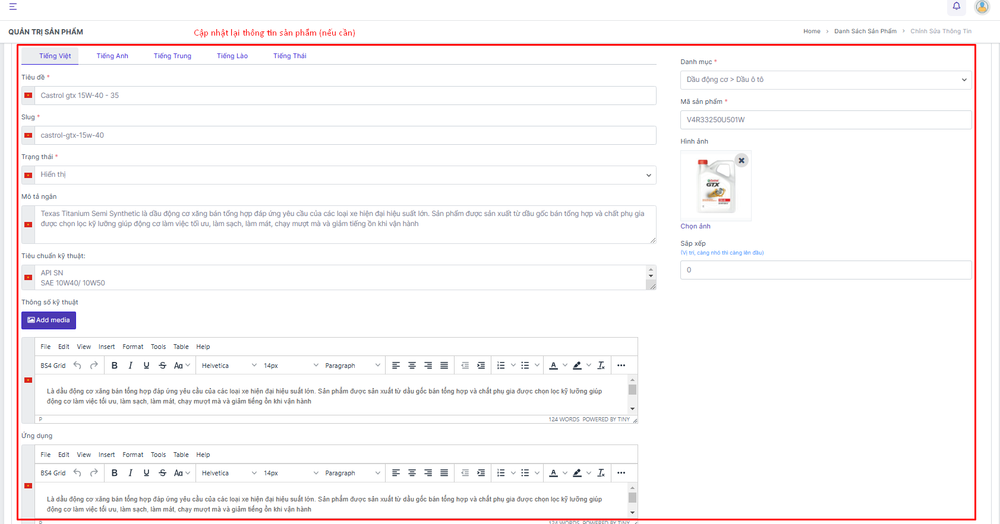 QUẢN TRỊ SẢN PHẨM
Cập nhật lại thông tin sản phẩm (nếu cần)
Home > Danh Sách Sản Phẩm > Chỉnh Sửa Thông Tin
Tiếng Việt Tiếng Anh Tiếng Trung Tiếng Lào Tiếng Thái
Tiêu đề *
Castrol gtx 15W-40 - 35
Slug *
castrol-gtx-15w-40
Trạng thái *
Hiển thị
Mô tả ngắn
Texas Titanium Semi Synthetic là dầu động cơ xăng bán tổng hợp đáp ứng yêu cầu của các loại xe hiện đại hiệu suất lớn. Sản phẩm được sản xuất từ dầu gốc bán tổng hợp và chất phụ gia
được chọn lọc kỹ lưỡng giúp động cơ làm việc tối ưu, làm sạch, làm mát, chạy mượt mà và giảm tiếng ồn khi vận hành
Tiêu chuẩn kỹ thuật:
API SN
SAE 10W40/ 10W50
Thông số kỹ thuật
Add media
File Edit View Insert Format Tools Table Help
BS4 Grid B I U S Aa Helvetica 14px Paragraph A
Là dầu động cơ xăng bán tổng hợp đáp ứng yêu cầu của các loại xe hiện đại hiệu suất lớn. Sản phẩm được sản xuất từ dầu gốc bán tổng hợp và chất phụ gia được chọn lọc kỹ lưỡng giúp
động cơ làm việc tối ưu, làm sạch, làm mát, chạy mượt mà và giảm tiếng ồn khi vận hành
P 124 WORDS POWERED BY TINY
Ứng dụng
File Edit View Insert Format Tools Table Help
BS4 Grid B I U S Aa Helvetica 14px Paragraph A
Là dầu động cơ xăng bán tổng hợp đáp ứng yêu cầu của các loại xe hiện đại hiệu suất lớn. Sản phẩm được sản xuất từ dầu gốc bán tổng hợp và chất phụ gia được chọn lọc kỹ lưỡng giúp
động cơ làm việc tối ưu, làm sạch, làm mát, chạy mượt mà và giảm tiếng ồn khi vận hành
P 124 WORDS POWERED BY TINY
Danh mục *
Dầu động cơ > Dầu ô tô
Mã sản phẩm *
V4R33250U501W
Hình ảnh
Castrol
GTX
Chọn ảnh
Sắp xếp
(Vị trí, càng nhỏ thì càng lên đầu)
0